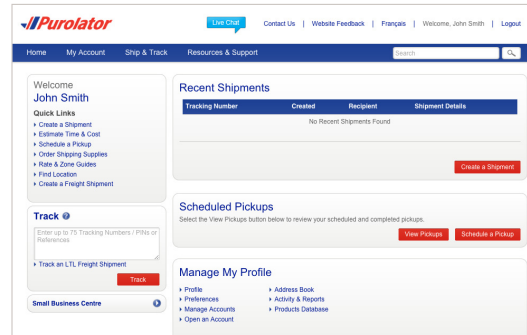 Purolator
Live Chat
Contact Us | Website Feedback | Français | Welcome, John Smith | Logout
Home My Account Ship & Track Resources & Support
Search
Welcome
John Smith
Quick Links
Create a Shipment
Estimate Time & Cost
Schedule a Pickup
Order Shipping Supplies
Rate & Zone Guides
Find Location
Create a Freight Shipment
Track ?
Enter up to 75 Tracking Numbers / PINs or
References
Track an LTL Freight Shipment
Track
Small Business Centre
Recent Shipments
Tracking Number Created Recipient Shipment Details
No Recent Shipments Found
Create a Shipment
Scheduled Pickups
Select the View Pickups button below to review your scheduled and completed pickups.
View Pickups Schedule a Pickup
Manage My Profile
Profile Address Book
Preferences Activity & Reports
Manage Accounts Products Database
Open an Account